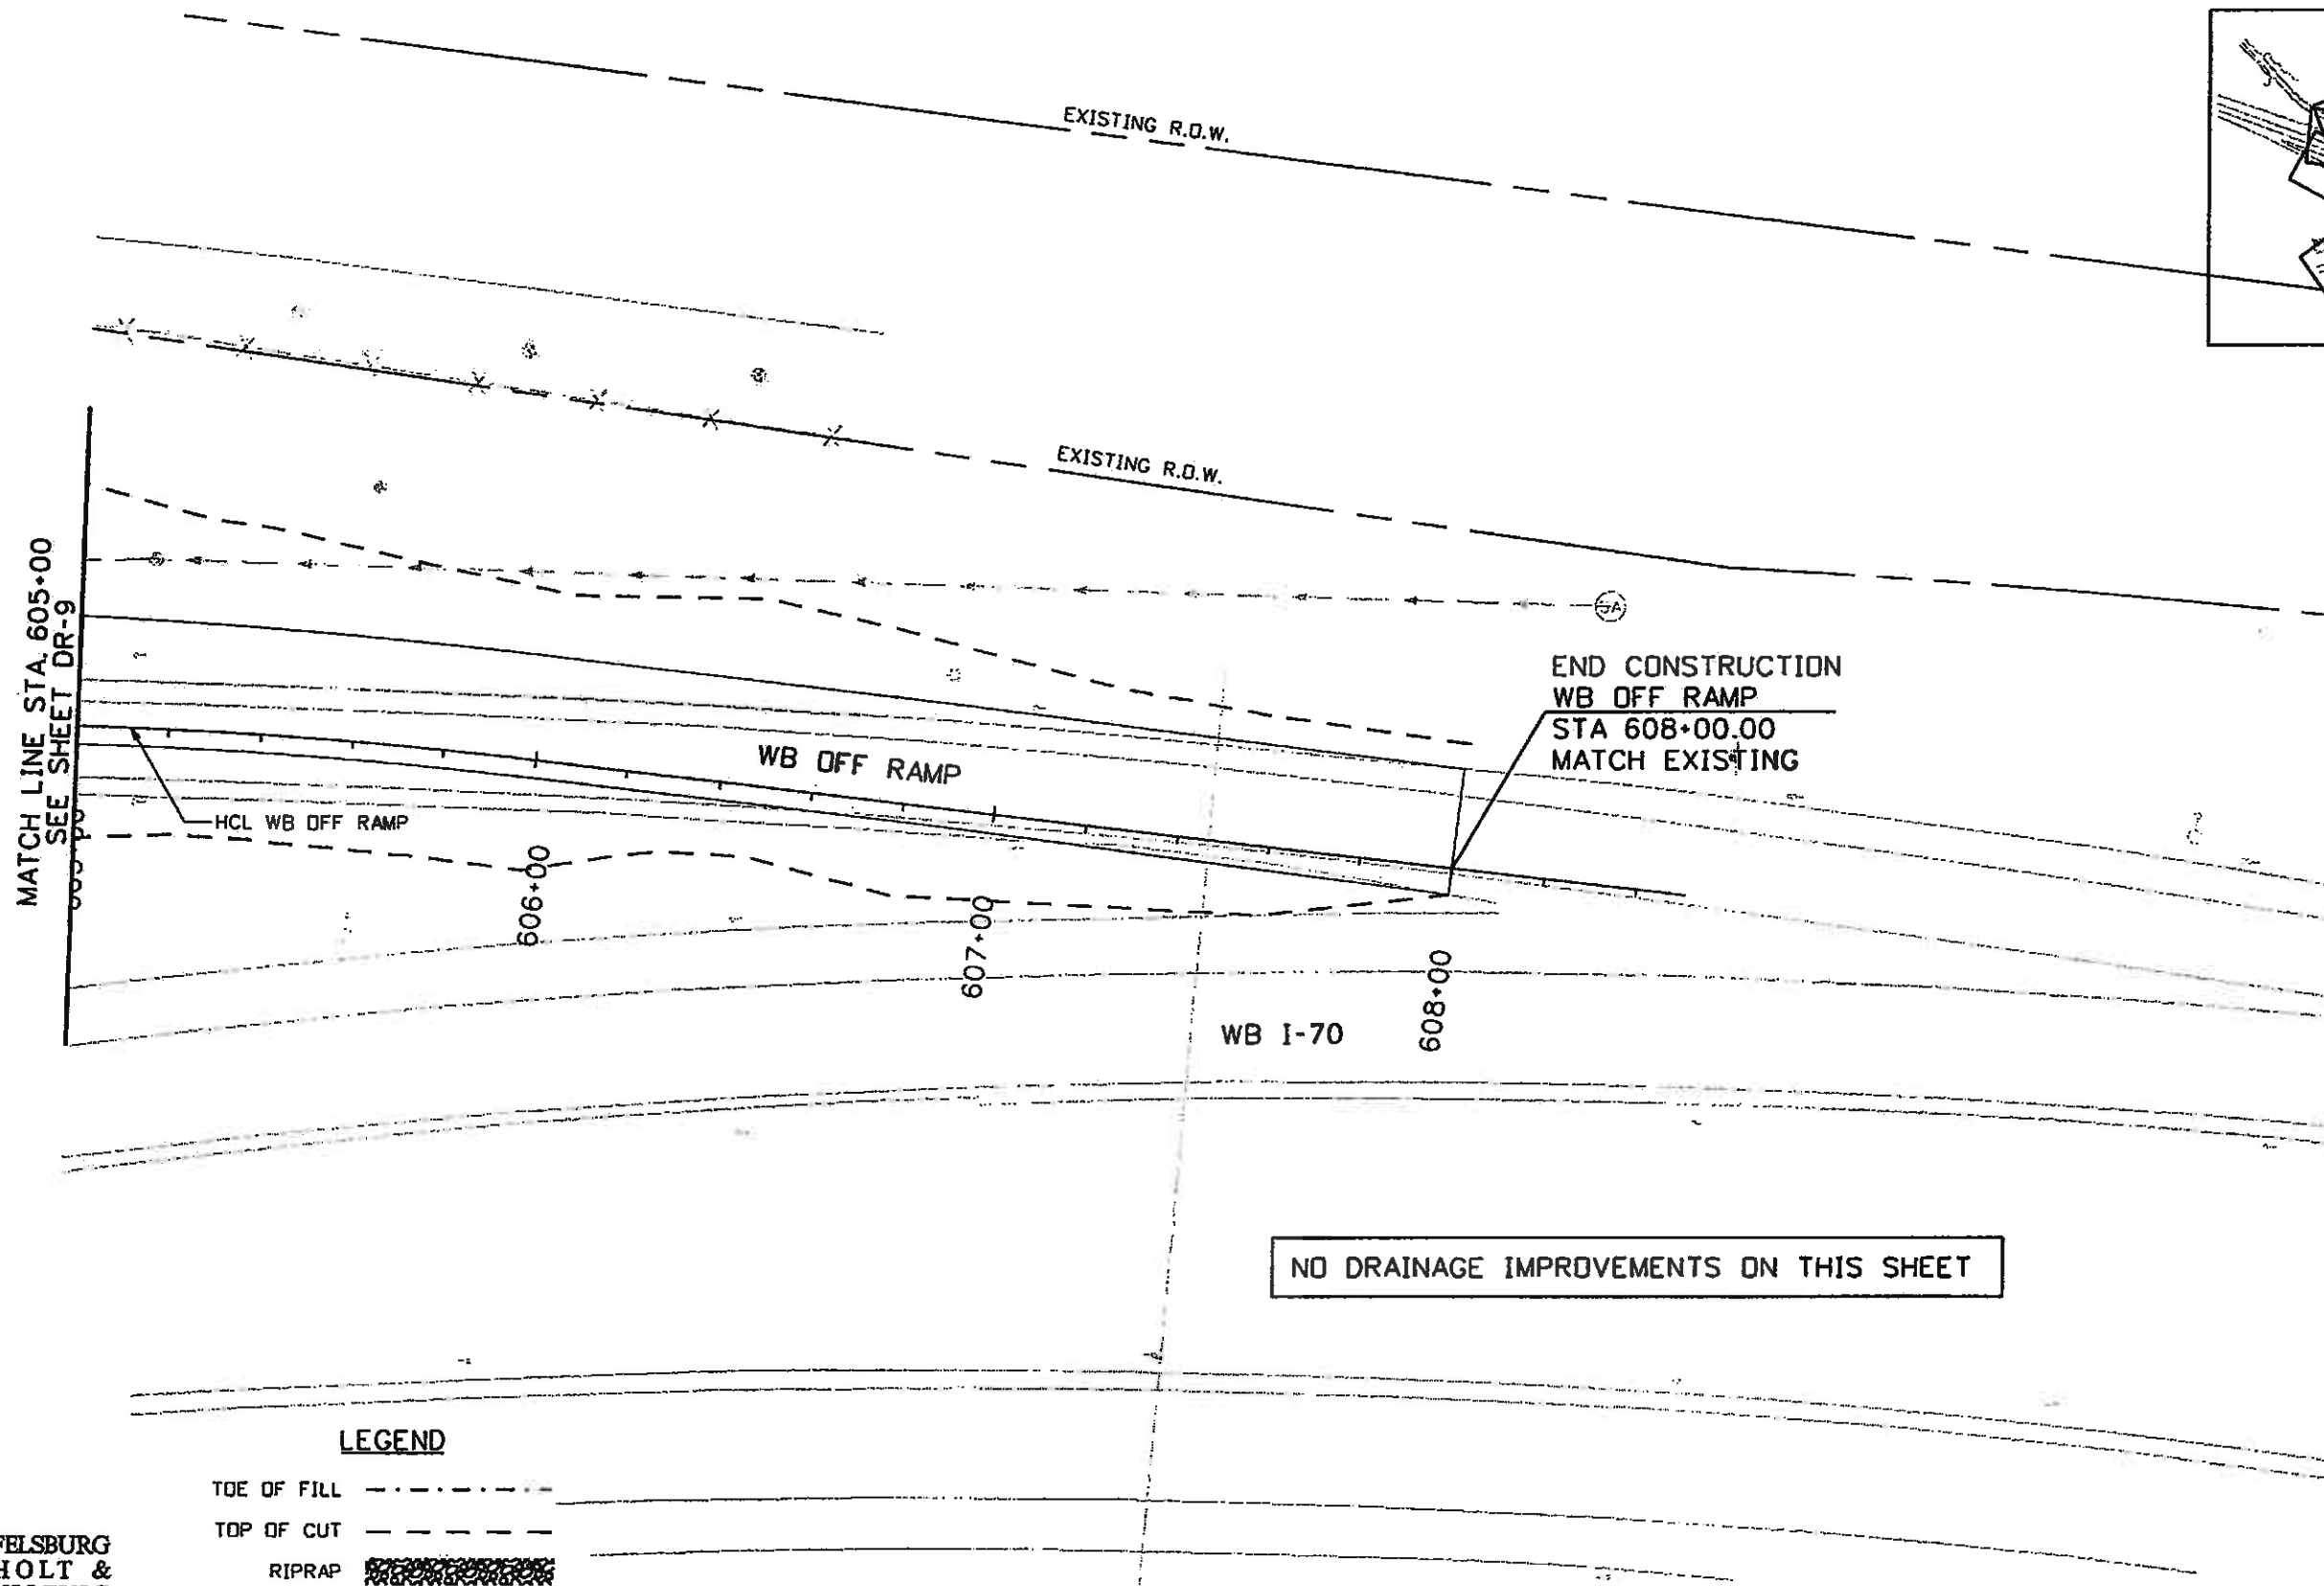 EXISTING R.O.W.
EXISTING R.O.W.
MATCH LINE STA. 605+00
SEE SHEET DR-9
END CONSTRUCTION
WB OFF RAMP
STA 608+00.00
MATCH EXISTING
WB OFF RAMP
HCL WB OFF RAMP
606+00
607+00
608+00
WB I-70
NO DRAINAGE IMPROVEMENTS ON THIS SHEET
LEGEND
TOE OF FILL
TOP OF CUT
RIPRAP
FELSBURG
HOLT &